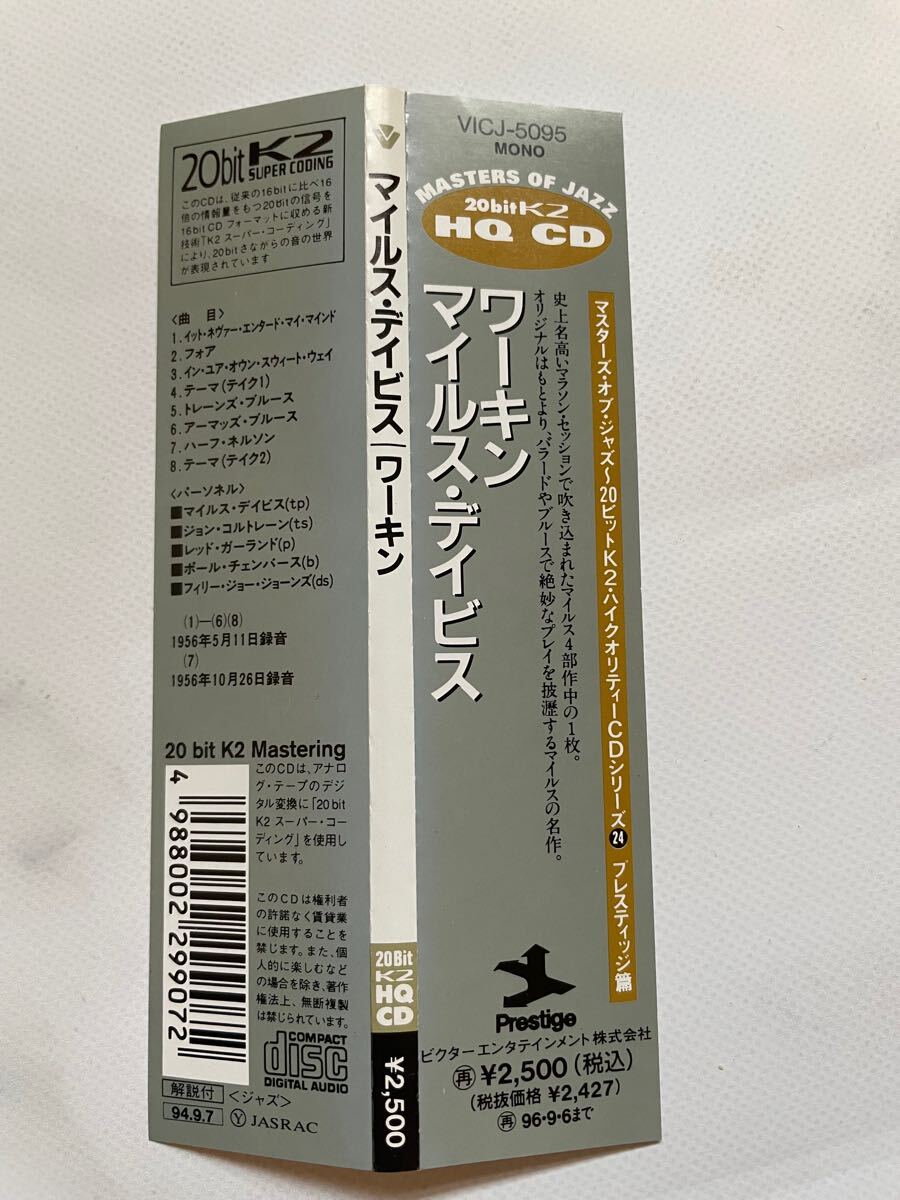 20bit K2
SUPER CODING
このCDは、従来の16bitに比べ16
倍の情報量をもつ20bitの信号を
16bit CD フォーマットに収める新
技術「K2 スーパー・コーディング」
により、20bitさながらの音の世界
が表現されています
〈曲 目〉
1.イット・ネヴァー・エンタード・マイ・マインド
2.フォア
3.イン・ユア・オウン・スウィート・ウェイ
4.テーマ(テイク1)
5.トレーンズ・ブルース
6.アーマッズ・ブルース
7.ハーフ・ネルソン
8.テーマ(テイク2)
〈パーソネル〉
■マイルス・デイビス(tp)
■ジョン・コルトレーン(ts)
■レッド・ガーランド(p)
■ポール・チェンバース(b)
■フィリー・ジョー・ジョーンズ(ds)
(1)―(6)(8)
1956年5月11日録音
(7)
1956年10月26日録音
20 bit K2 Mastering
このCDは、アナロ
グ・テープのデジ
タル変換に「20bit
K2 スーパー・コー
ディング」を使用し
ています。
4 988002 299072
このCDは権利者
の許諾なく賃貸業
に使用することを
禁じます。また、個
人的に楽しむなど
の場合を除き、著作
権法上、無断複製
は禁じられています。
COMPACT
disc
DIGITAL AUDIO
解説付
〈ジャズ〉
94.9.7
Ⓨ JASRAC
マイルス・デイビス/ワーキン
20Bit
K2
HQ
CD
¥2,500
VICJ-5095
MONO
MASTERS OF JAZZ
20bit K2
HQ CD
ワーキン
マイルス・デイビス
史上名高いマラソン・セッションで吹き込まれたマイルス4部作中の1枚。
オリジナルはもとより、バラードやブルースで絶妙なプレイを披瀝するマイルスの名作。
マスターズ・オブ・ジャズ〜20ビットK2・ハイクオリティーCDシリーズ㉔ プレスティッジ篇
Prestige
ビクターエンタテインメント株式会社
再 ¥2,500(税込)
(税抜価格 ¥2,427)
再 96・9・6まで